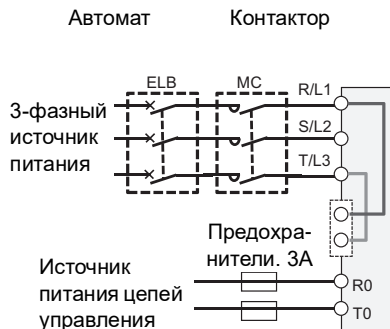 Автомат Контактор
ELB MC
R/L1
3-фазный
источник
питания
S/L2
T/L3
Предохра-
нители. 3А
Источник
питания цепей
управления
R0
T0